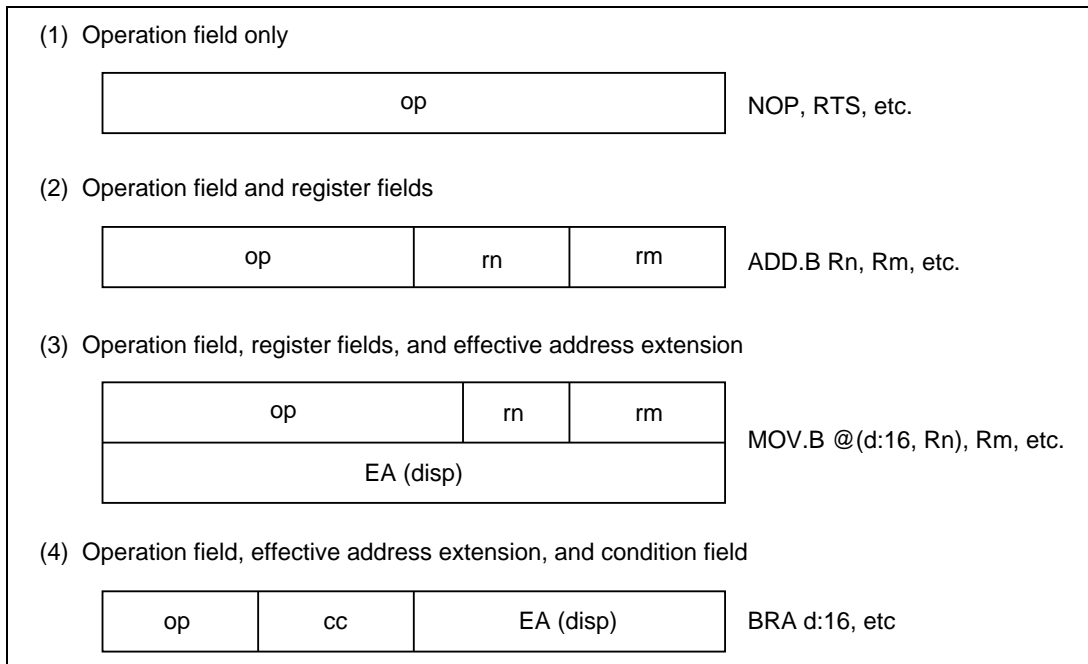 (1) Operation field only
op
NOP, RTS, etc.
(2) Operation field and register fields
op rn rm
ADD.B Rn, Rm, etc.
(3) Operation field, register fields, and effective address extension
op rn rm
EA (disp)
MOV.B @(d:16, Rn), Rm, etc.
(4) Operation field, effective address extension, and condition field
op cc EA (disp)
BRA d:16, etc